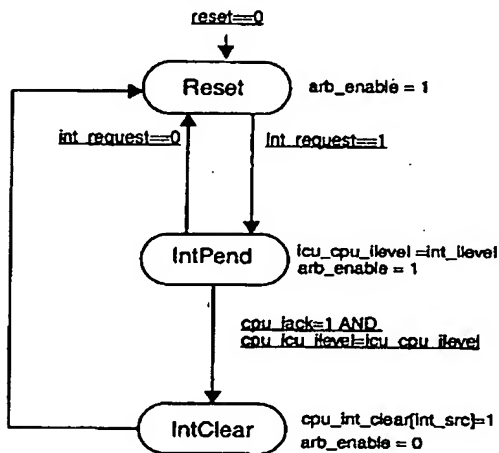 reset==0
Reset
arb_enable = 1
int_request==0
int_request==1
IntPend
icu_cpu_ilevel =int_ilevel
arb_enable = 1
cpu_iack=1 AND
cpu_icu_ilevel=icu_cpu_ilevel
IntClear
cpu_int_clear[int_src]=1
arb_enable = 0